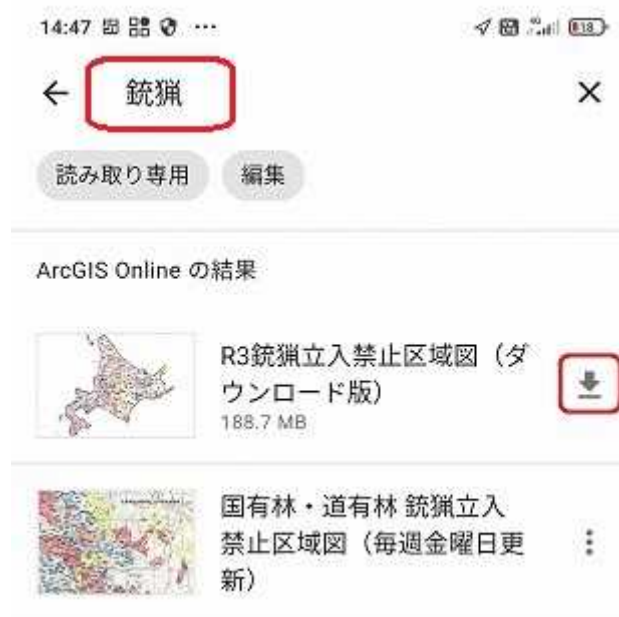 14:47
銃猟
読み取り専用 編集
ArcGIS Online の結果
R3銃猟立入禁止区域図（ダ
ウンロード版）
188.7 MB
国有林・道有林 銃猟立入
禁止区域図（毎週金曜日更
新）